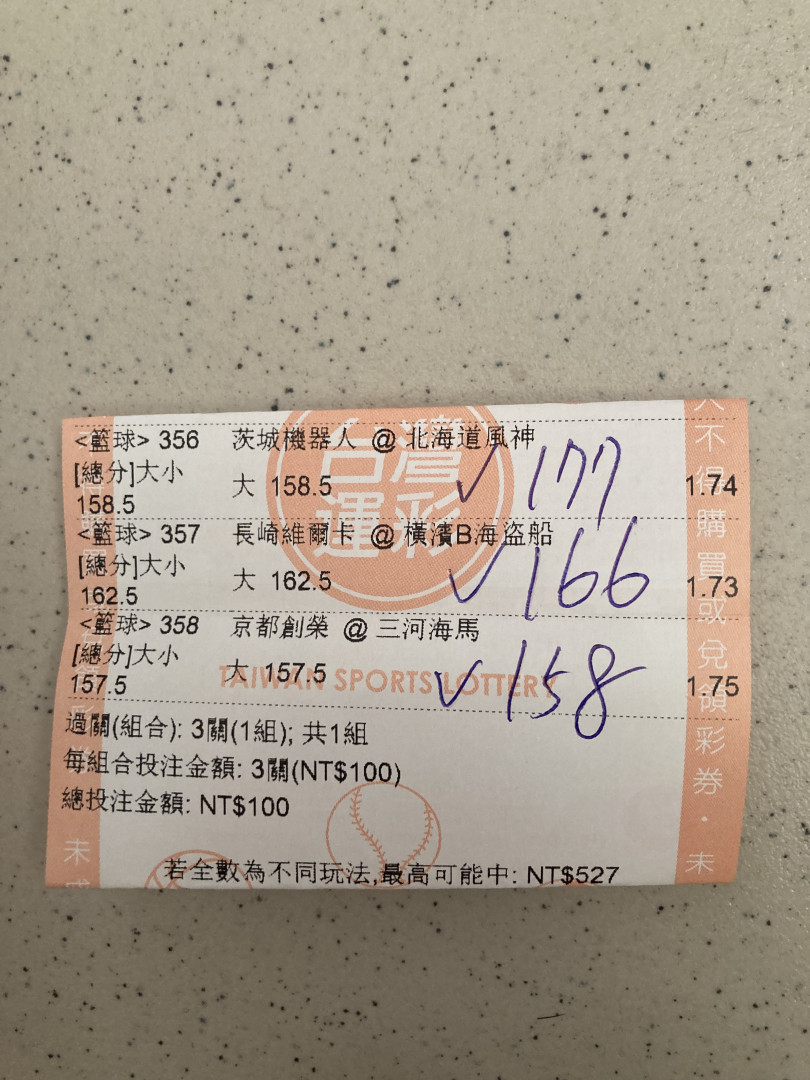 <籃球> 356 茨城機器人 @ 北海道風神
[總分]大小 大 158.5 ✓ 177 1.74
158.5
<籃球> 357 長崎維爾卡 @ 橫濱B海盜船
[總分]大小 大 162.5 ✓ 166 1.73
162.5
<籃球> 358 京都創榮 @ 三河海馬
[總分]大小 大 157.5 ✓ 158 1.75
157.5
台灣
運彩
TAIWAN SPORTS LOTTERY
過關(組合): 3關(1組); 共1組
每組合投注金額: 3關(NT$100)
總投注金額: NT$100
若全數為不同玩法,最高可能中: NT$527
不得購買或兌領彩券・未